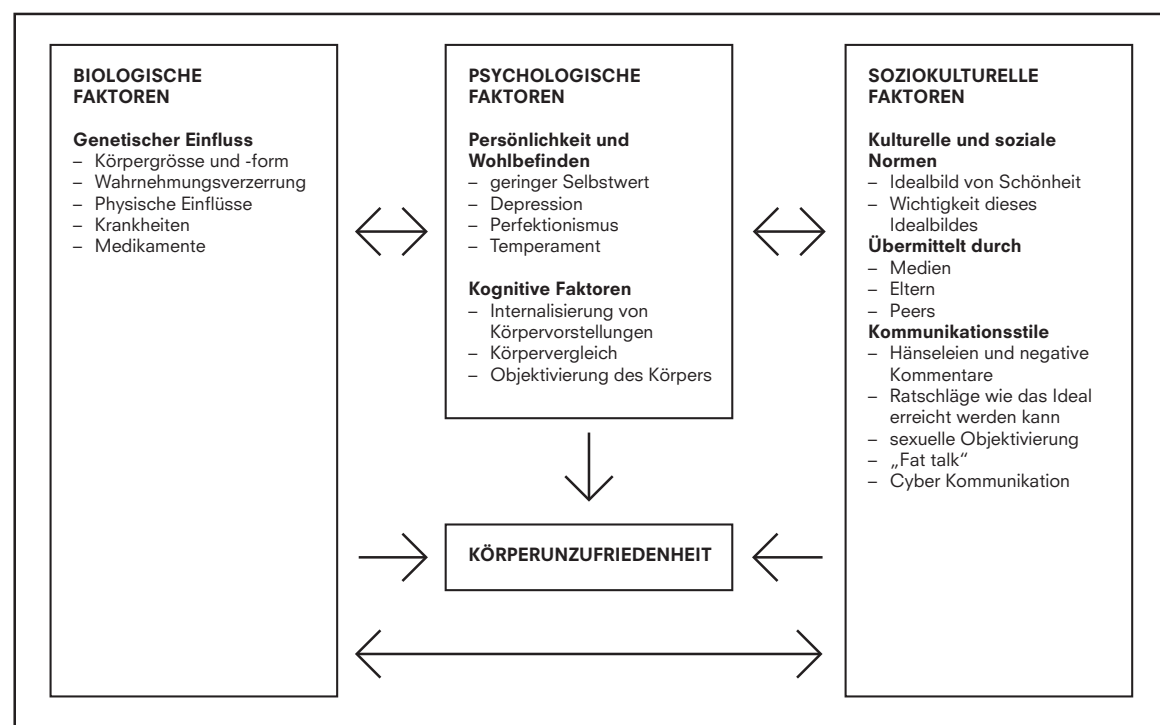 BIOLOGISCHE
FAKTOREN
Genetischer Einfluss
– Körpergrösse und -form
– Wahrnehmungsverzerrung
– Physische Einflüsse
– Krankheiten
– Medikamente
PSYCHOLOGISCHE
FAKTOREN
Persönlichkeit und
Wohlbefinden
– geringer Selbstwert
– Depression
– Perfektionismus
– Temperament
Kognitive Faktoren
– Internalisierung von
Körpervorstellungen
– Körpervergleich
– Objektivierung des Körpers
KÖRPERUNZUFRIEDENHEIT
SOZIOKULTURELLE
FAKTOREN
Kulturelle und soziale
Normen
– Idealbild von Schönheit
– Wichtigkeit dieses
Idealbildes
Übermittelt durch
– Medien
– Eltern
– Peers
Kommunikationsstile
– Hänseleien und negative
Kommentare
– Ratschläge wie das Ideal
erreicht werden kann
– sexuelle Objektivierung
– „Fat talk“
– Cyber Kommunikation